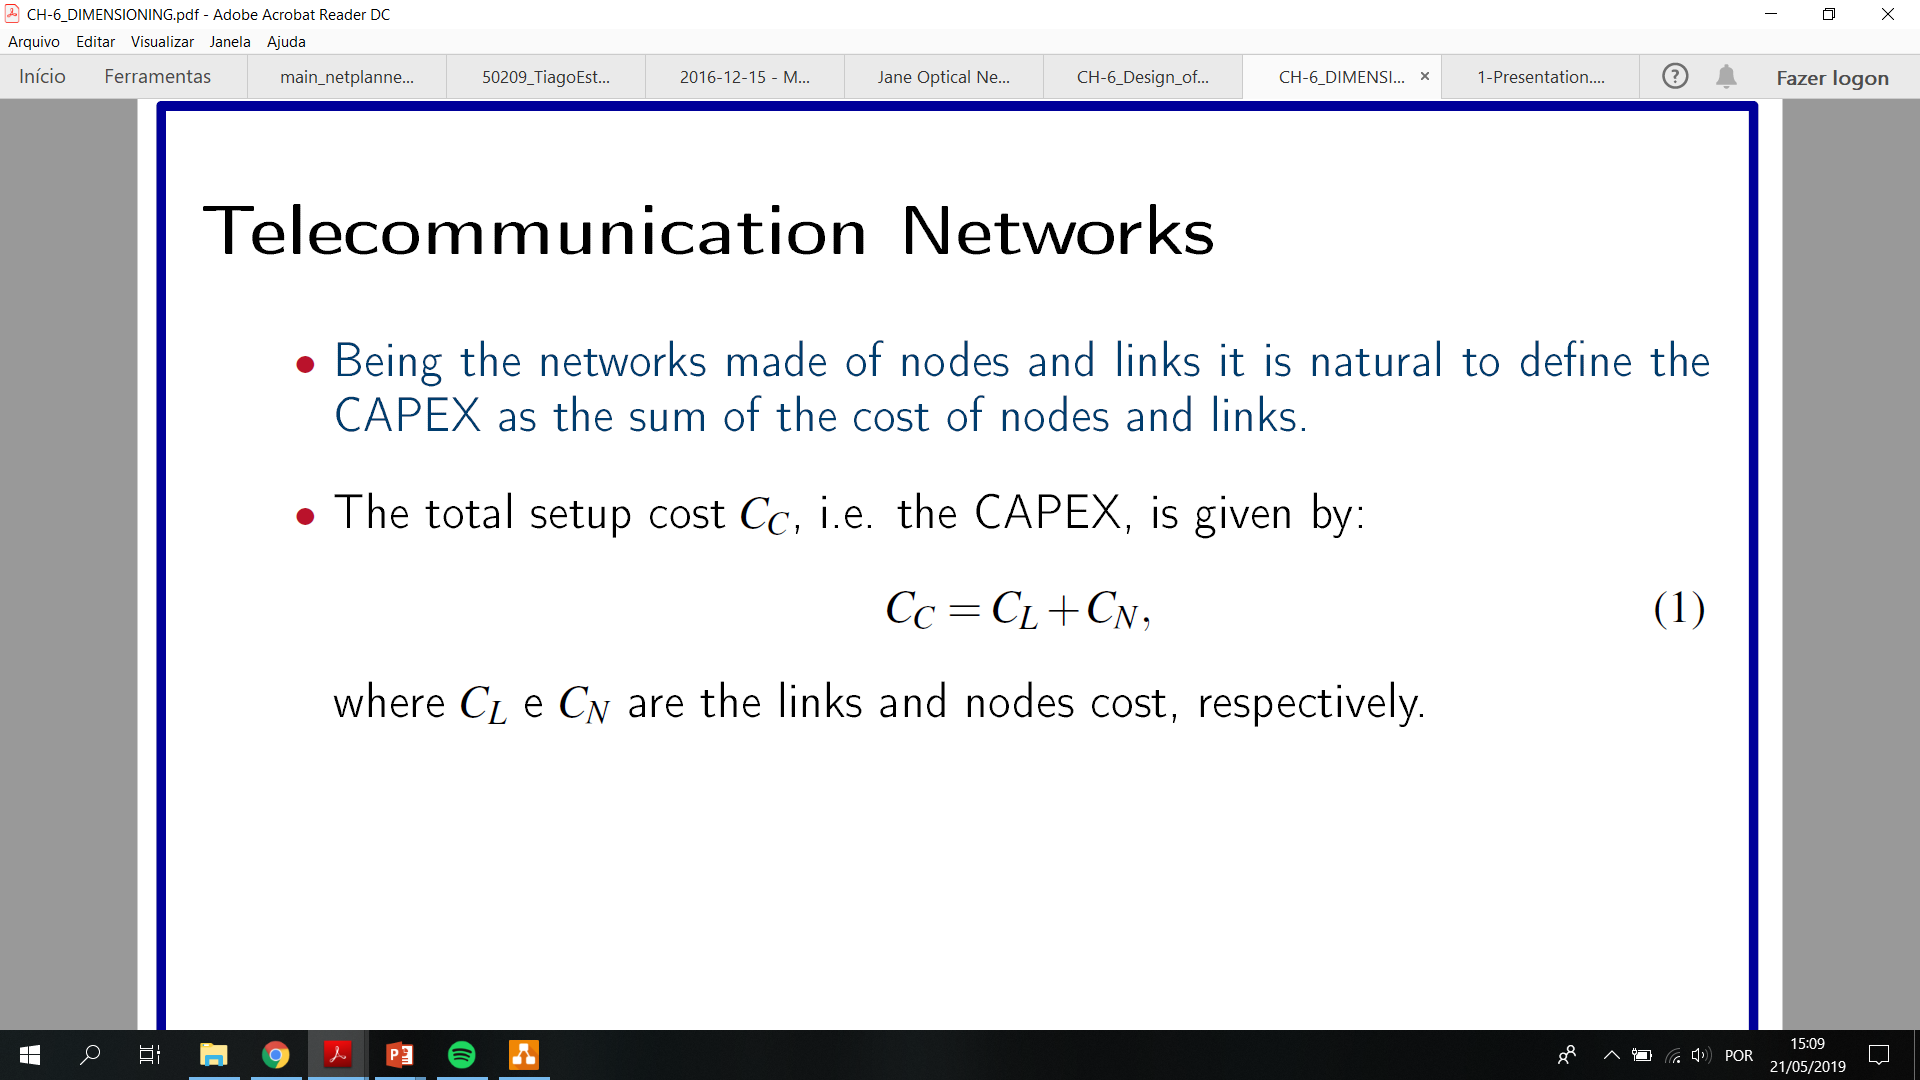 CH-6_DIMENSIONING.pdf - Adobe Acrobat Reader DC
Arquivo Editar Visualizar Janela Ajuda
Início Ferramentas main_netplanne... 50209_TiagoEst... 2016-12-15 - M... Jane Optical Ne... CH-6_Design_of... CH-6_DIMENSI... × 1-Presentation.... ? Fazer logon
Telecommunication Networks
• Being the networks made of nodes and links it is natural to define the
CAPEX as the sum of the cost of nodes and links.
• The total setup cost C_C, i.e. the CAPEX, is given by:
C_C = C_L + C_N, (1)
where C_L e C_N are the links and nodes cost, respectively.
POR
15:09
21/05/2019